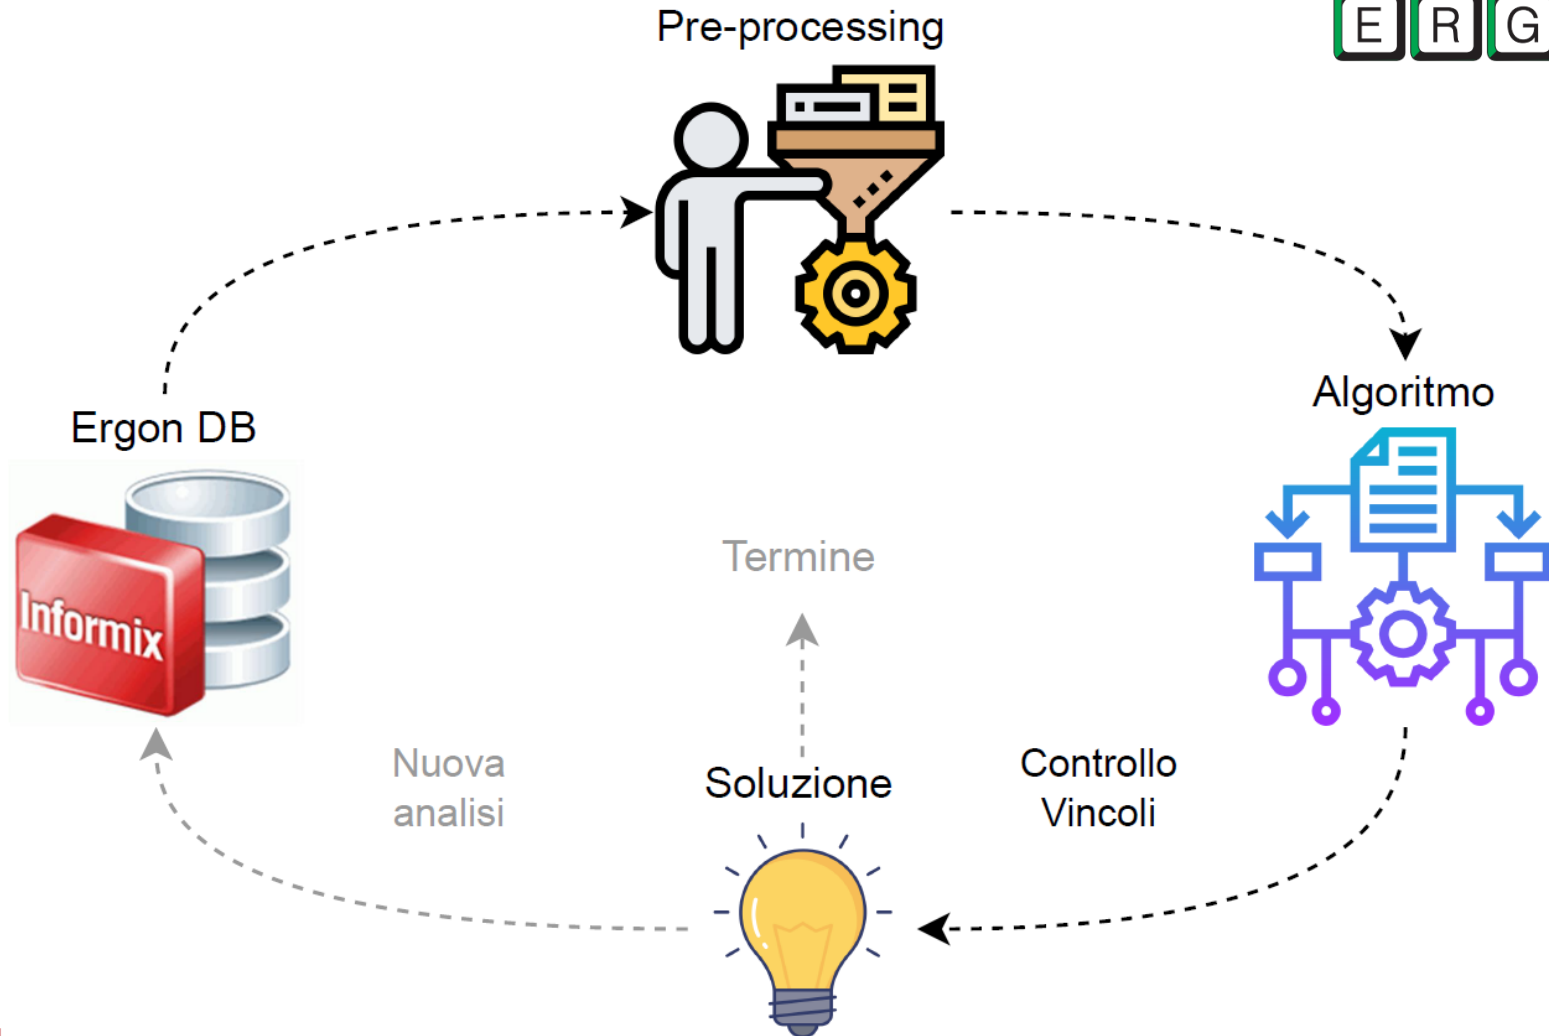 Pre-processing
E R G
Algoritmo
Ergon DB
Informix
Termine
Nuova
analisi
Soluzione
Controllo
Vincoli